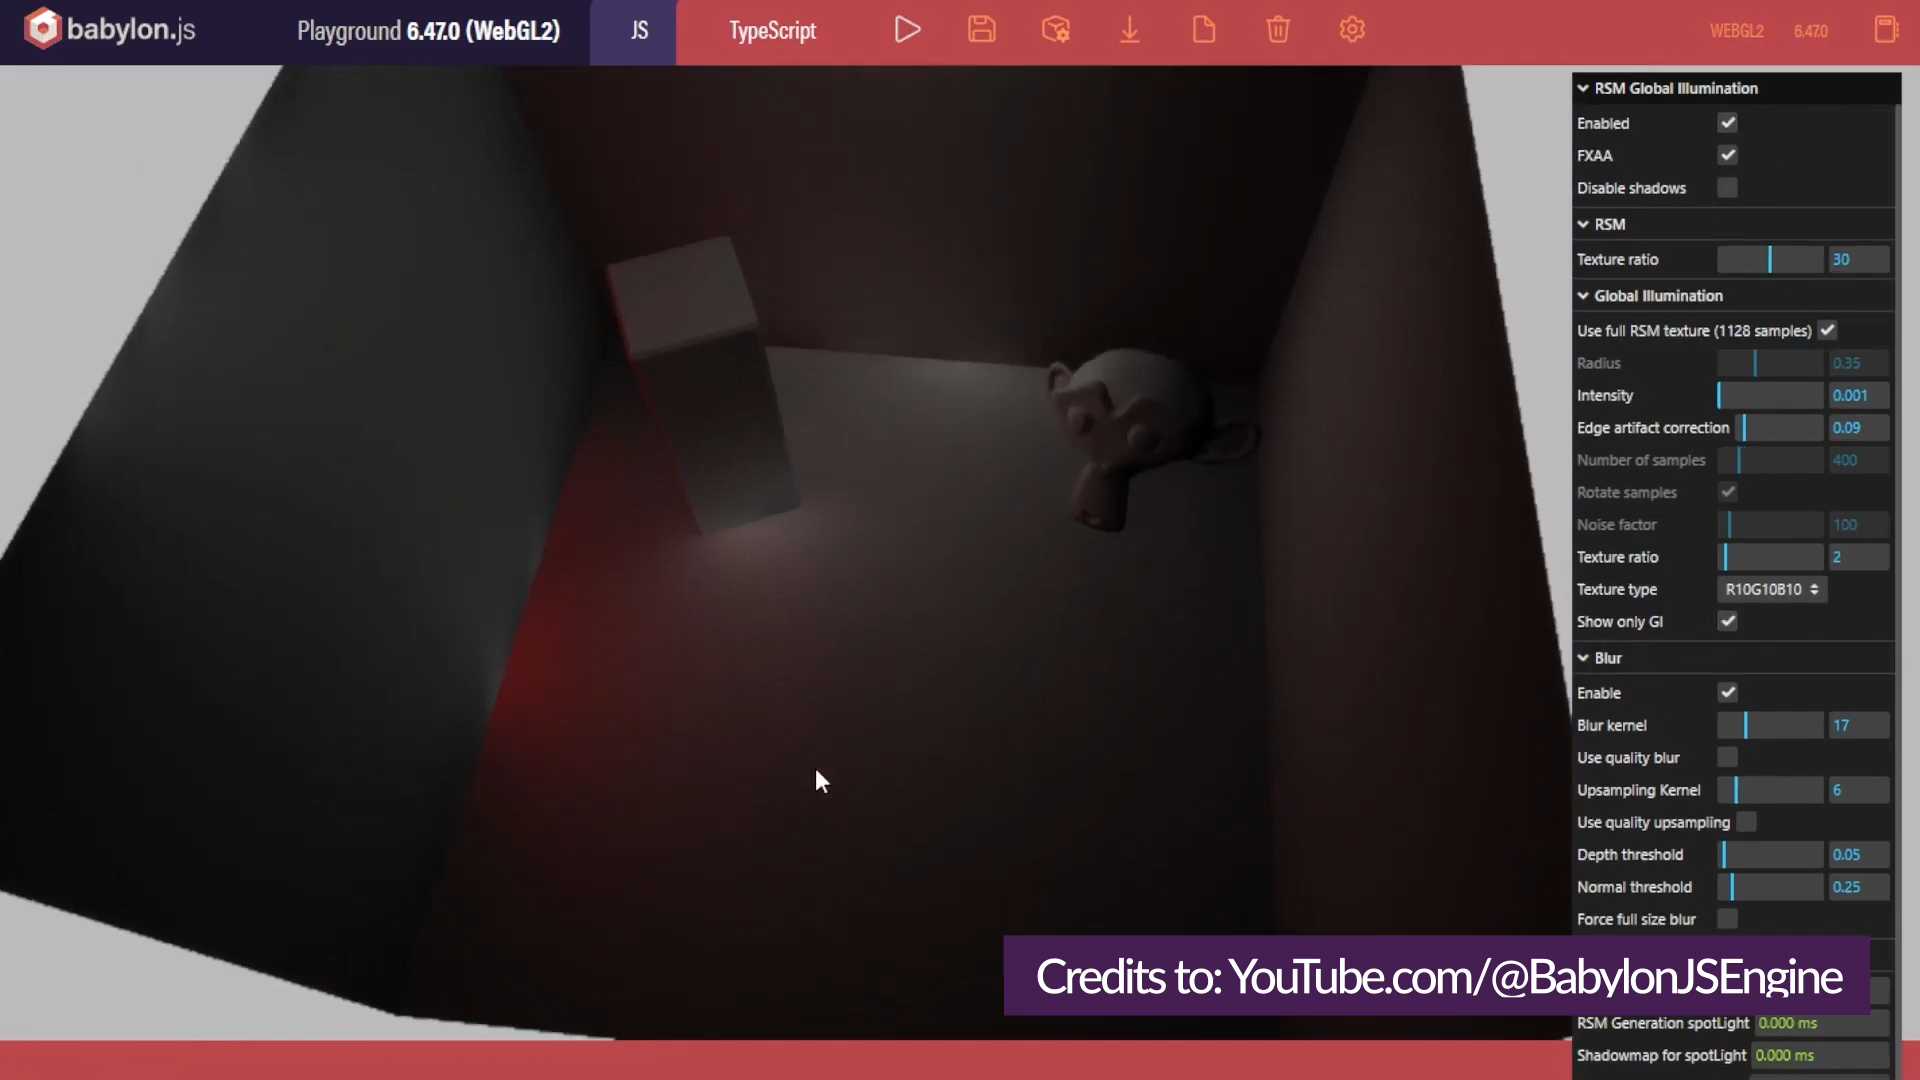 babylon.js
Playground 6.47.0 (WebGL2)
JS
TypeScript
WEBGL2
6.47.0
RSM Global Illumination
Enabled
FXAA
Disable shadows
RSM
Texture ratio 30
Global Illumination
Use full RSM texture (1128 samples)
Radius 0.35
Intensity 0.001
Edge artifact correction 0.09
Number of samples 400
Rotate samples
Noise factor 100
Texture ratio 2
Texture type R10G10B10
Show only GI
Blur
Enable
Blur kernel 17
Use quality blur
Upsampling Kernel 6
Use quality upsampling
Depth threshold 0.05
Normal threshold 0.25
Force full size blur
Credits to: YouTube.com/@BabylonJSEngine
RSM Generation spotLight 0.000 ms
Shadowmap for spotLight 0.000 ms